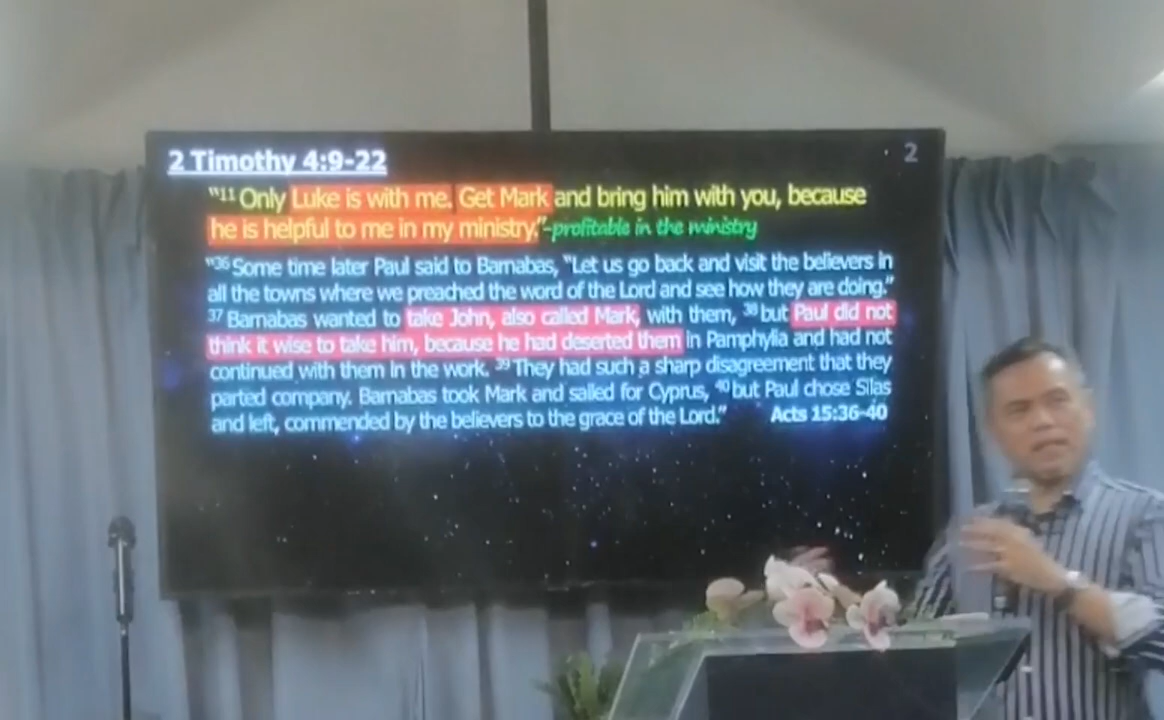 2 Timothy 4:9-22
2
"11 Only Luke is with me. Get Mark and bring him with you, because
he is helpful to me in my ministry."-profitable in the ministry
"36 Some time later Paul said to Barnabas, "Let us go back and visit the believers in
all the towns where we preached the word of the Lord and see how they are doing."
37 Barnabas wanted to take John, also called Mark, with them, 38 but Paul did not
think it wise to take him, because he had deserted them in Pamphylia and had not
continued with them in the work. 39 They had such a sharp disagreement that they
parted company. Barnabas took Mark and sailed for Cyprus, 40 but Paul chose Silas
and left, commended by the believers to the grace of the Lord."
Acts 15:36-40